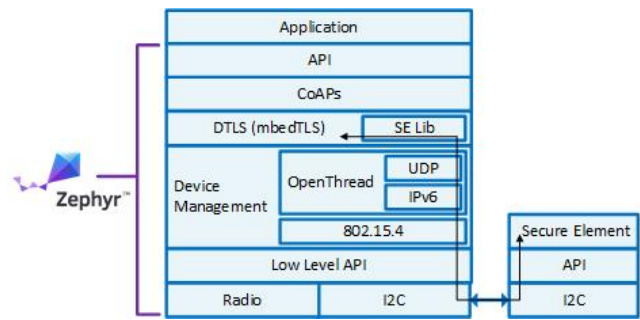 Application
API
CoAPs
DTLS (mbedTLS)
SE Lib
Zephyr™
Device
Management
OpenThread
UDP
IPv6
802.15.4
Low Level API
Radio
I2C
Secure Element
API
I2C